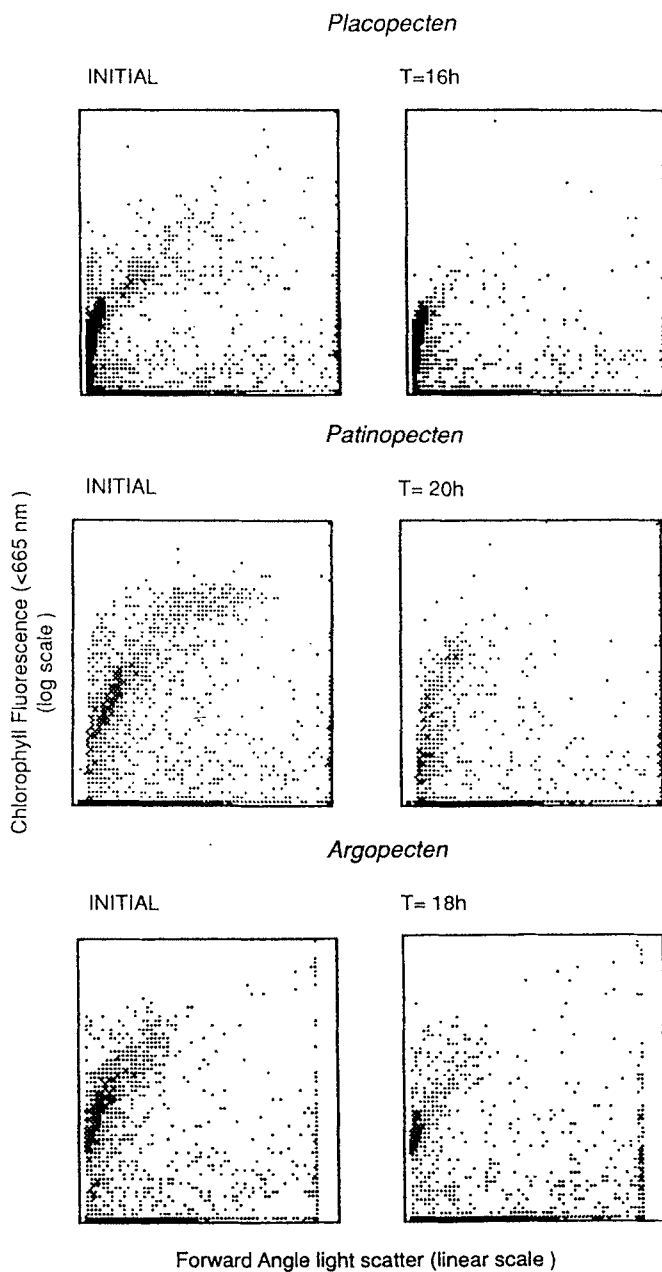 Placopecten
INITIAL T=16h
Patinopecten
INITIAL T= 20h
Chlorophyll Fluorescence (<665 nm )
(log scale )
Argopecten
INITIAL T= 18h
Forward Angle light scatter (linear scale )